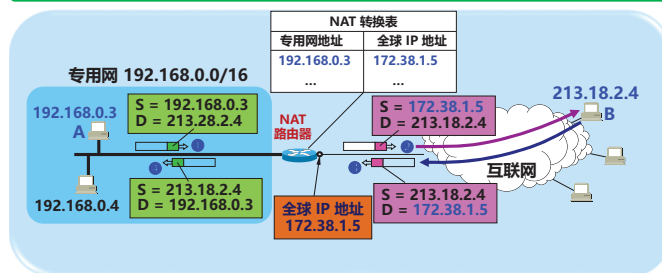 NAT 转换表
专用网地址 全球 IP 地址
192.168.0.3 172.38.1.5
... ...
专用网 192.168.0.0/16
192.168.0.3
A
S = 192.168.0.3
D = 213.28.2.4
NAT
路由器
S = 172.38.1.5
D = 213.18.2.4
213.18.2.4
B
192.168.0.4
S = 213.18.2.4
D = 192.168.0.3
全球 IP 地址
172.38.1.5
S = 213.18.2.4
D = 172.38.1.5
互联网